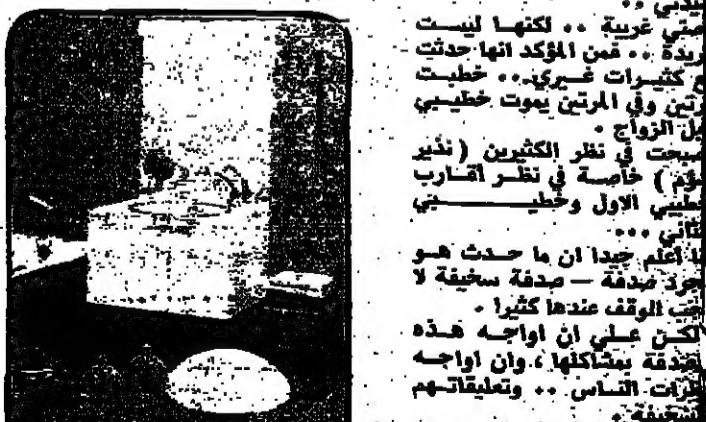 سيدتي ..
قصتي غريبة .. لكنها ليست
فريدة .. فمن المؤكد انها حدثت
مع كثيرات غيري .. خطبت
مرتين وفي المرتين يموت خطيبي
قبل الزواج .
اصبحت في نظر الكثيرين ( نذير
شؤم ) خاصة في نظر اقارب
خطيبي الاول وخطيبي
الثاني ...
انا اعلم جيدا ان ما حدث هو
مجرد صدفة — صدفة سخيفة لا
يجب الوقف عندها كثيرا .
لكن علي ان اواجه هذه
الصدفة بمشاكلها ، وان اواجه
نظرات الناس .. وتعليقاتهم
السخيفة .